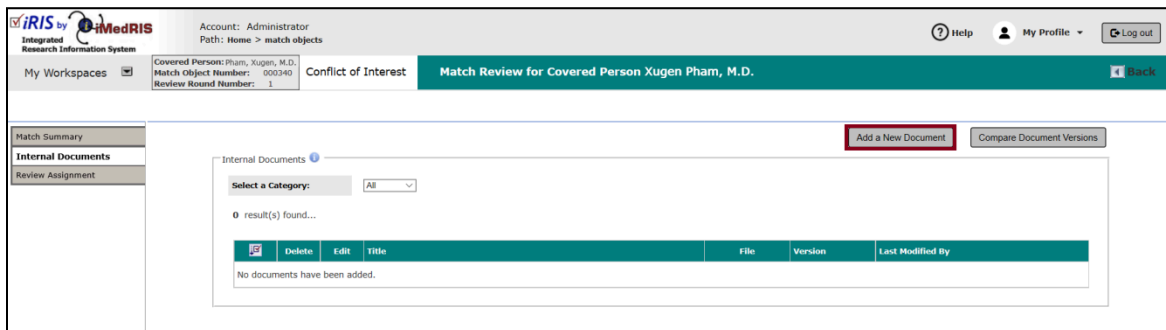 iRIS by iMedRIS
Integrated
Research Information System
Account: Administrator
Path: Home > match objects
? Help
My Profile
Log out
My Workspaces
Covered Person: Pham, Xugen, M.D.
Match Object Number: 000340
Review Round Number: 1
Conflict of Interest
Match Review for Covered Person Xugen Pham, M.D.
Back
Match Summary
Internal Documents
Review Assignment
Add a New Document
Compare Document Versions
Internal Documents i
Select a Category: All
0 result(s) found...
Delete Edit Title File Version Last Modified By
No documents have been added.